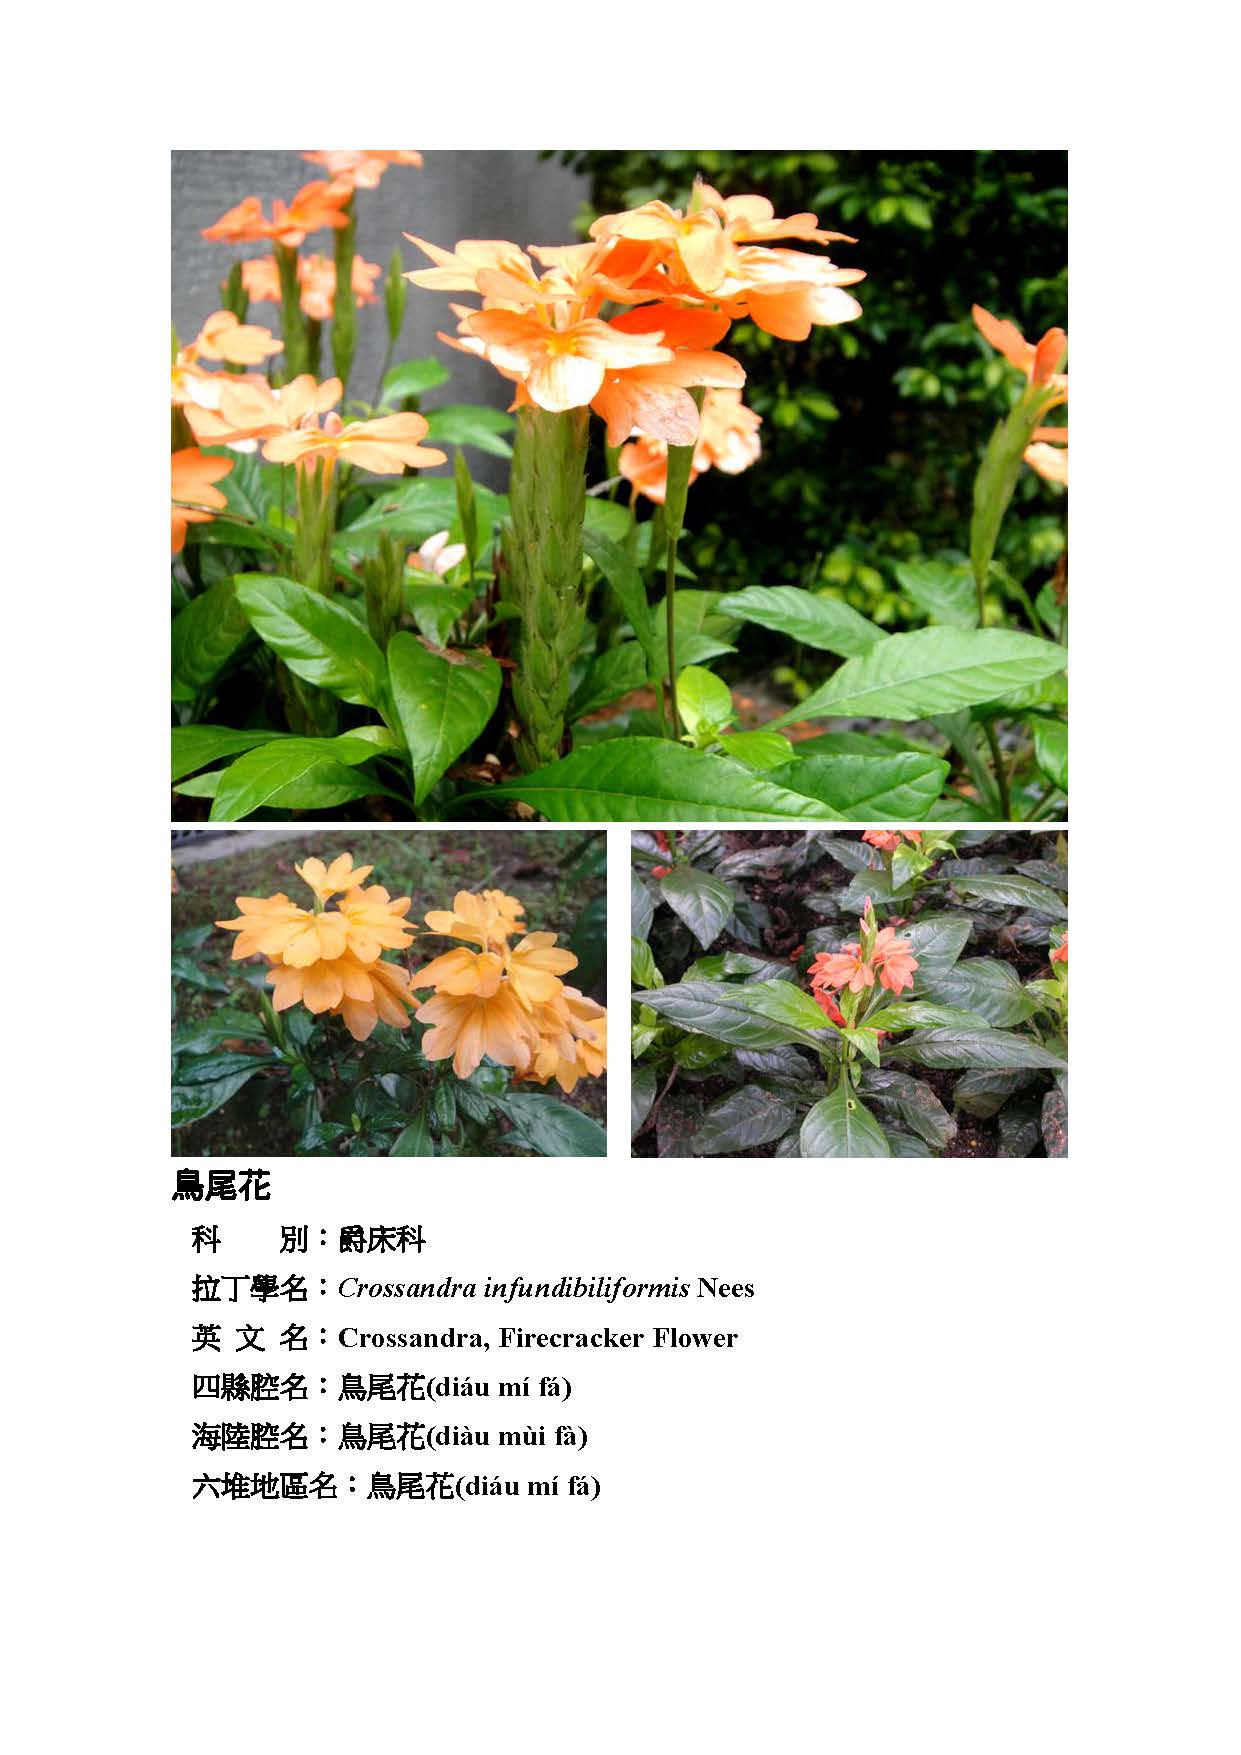 鳥尾花
科　　別：爵床科
拉丁學名：Crossandra infundibiliformis Nees
英 文 名：Crossandra, Firecracker Flower
四縣腔名：鳥尾花(diáu mí fá)
海陸腔名：鳥尾花(diàu mùi fà)
六堆地區名：鳥尾花(diáu mí fá)